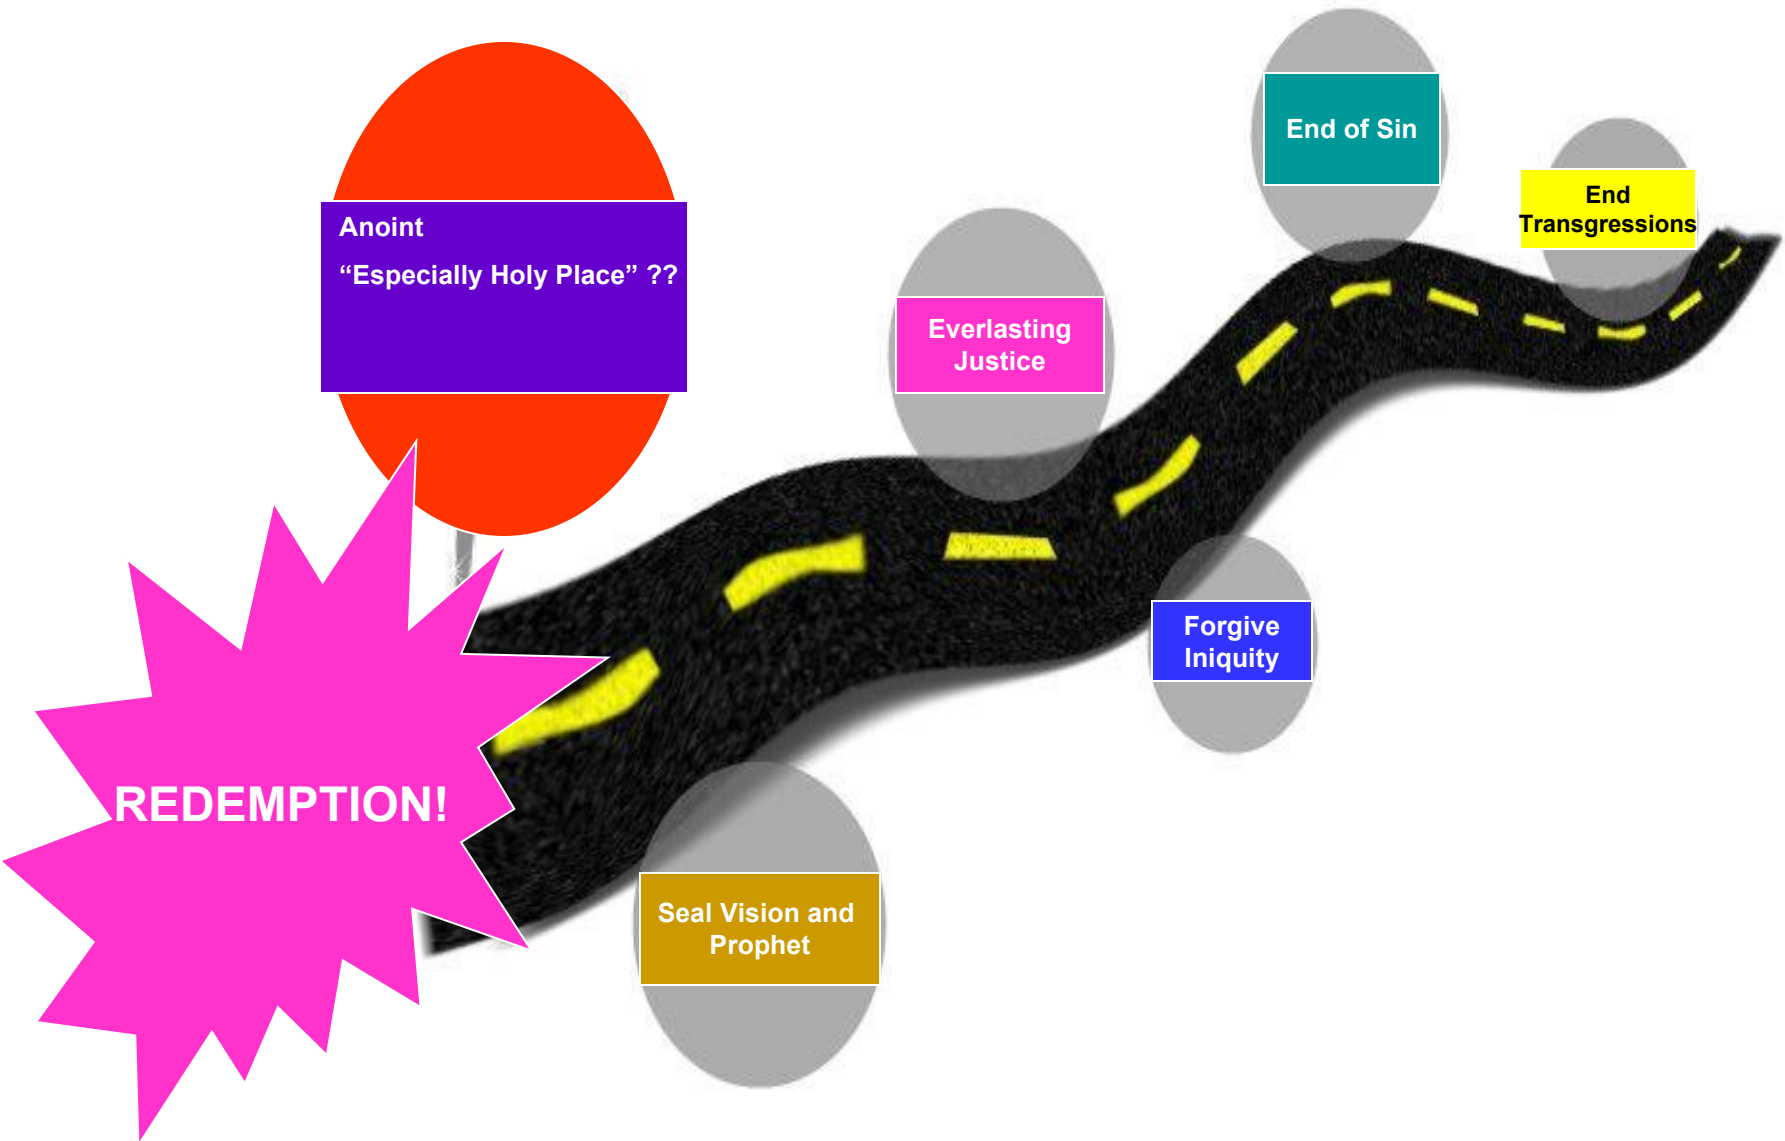 End of Sin
End
Transgressions
Anoint
“Especially Holy Place” ??
Everlasting
Justice
Forgive
Iniquity
REDEMPTION!
Seal Vision and
Prophet